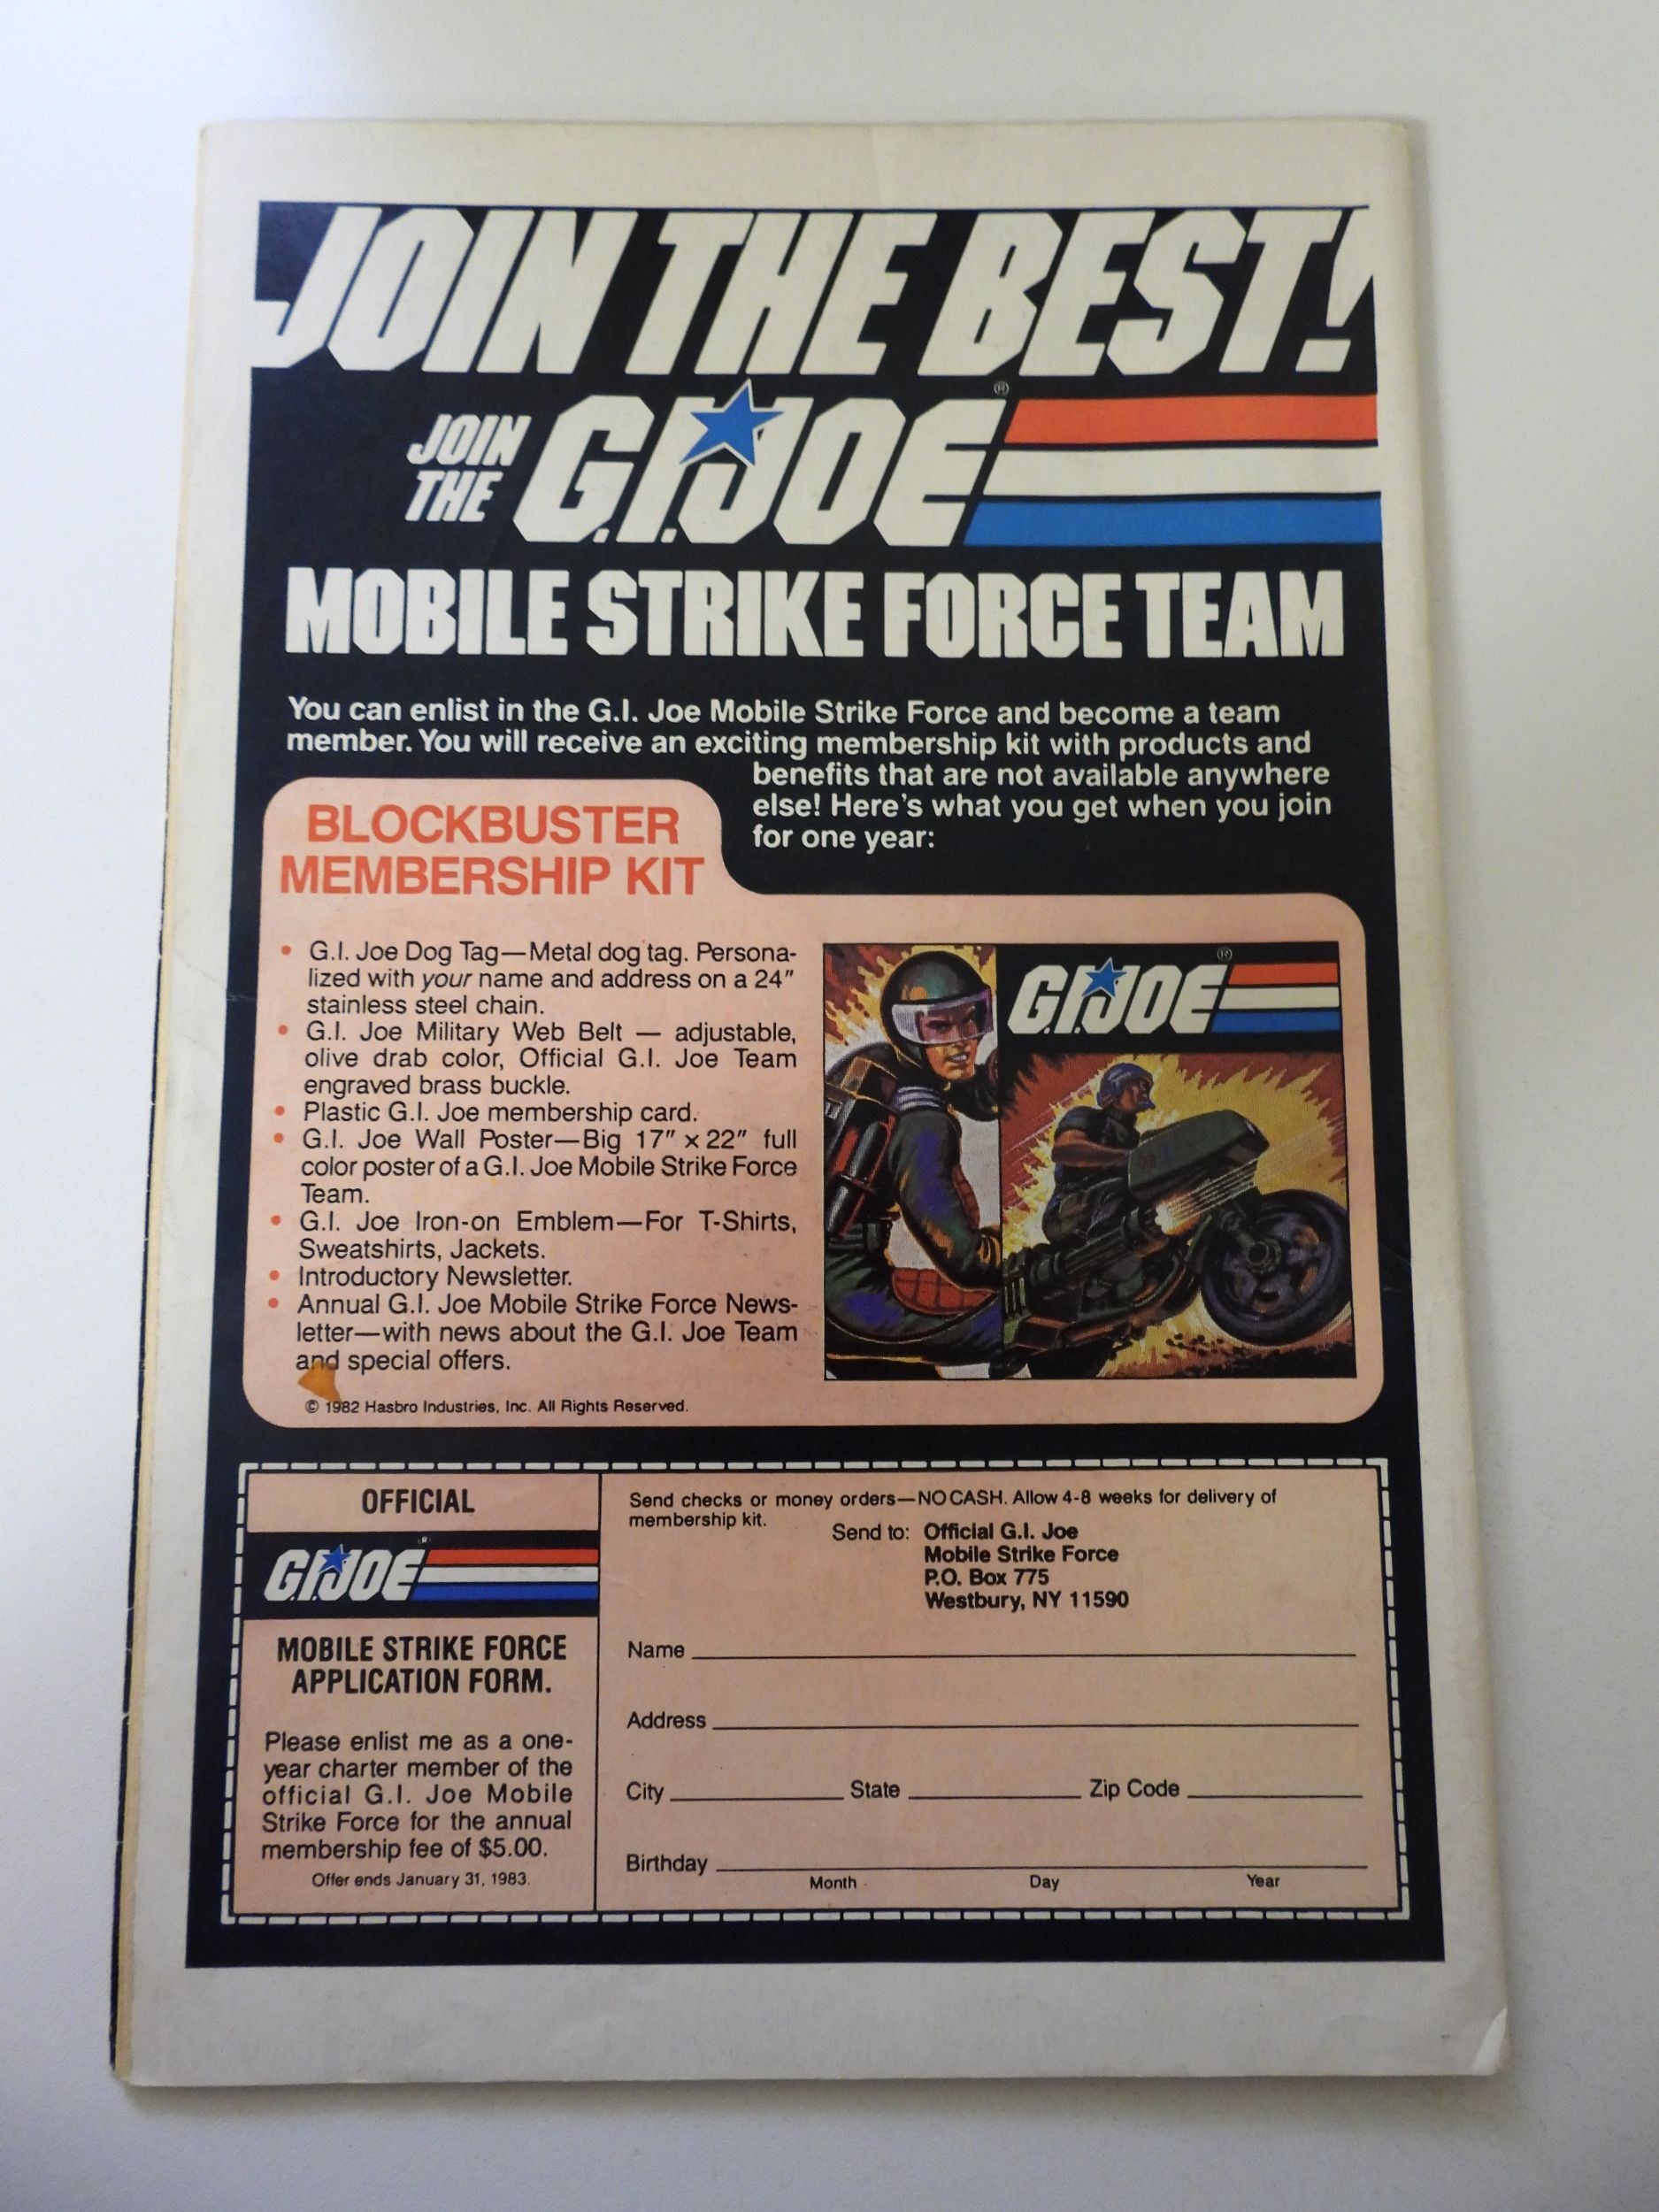 JOIN THE BEST!
JOIN
THE
G.I. JOE ®
MOBILE STRIKE FORCE TEAM
You can enlist in the G.I. Joe Mobile Strike Force and become a team
member. You will receive an exciting membership kit with products and
benefits that are not available anywhere
else! Here's what you get when you join
for one year:
BLOCKBUSTER
MEMBERSHIP KIT
• G.I. Joe Dog Tag—Metal dog tag. Persona-
lized with your name and address on a 24"
stainless steel chain.
• G.I. Joe Military Web Belt — adjustable,
olive drab color, Official G.I. Joe Team
engraved brass buckle.
• Plastic G.I. Joe membership card.
• G.I. Joe Wall Poster—Big 17" x 22" full
color poster of a G.I. Joe Mobile Strike Force
Team.
• G.I. Joe Iron-on Emblem—For T-Shirts,
Sweatshirts, Jackets.
• Introductory Newsletter.
• Annual G.I. Joe Mobile Strike Force News-
letter—with news about the G.I. Joe Team
and special offers.
© 1982 Hasbro Industries, Inc. All Rights Reserved.
G.I. JOE ®
OFFICIAL
G.I. JOE ®
MOBILE STRIKE FORCE
APPLICATION FORM.
Please enlist me as a one-
year charter member of the
official G.I. Joe Mobile
Strike Force for the annual
membership fee of $5.00.
Offer ends January 31, 1983.
Send checks or money orders—NO CASH. Allow 4-8 weeks for delivery of
membership kit.
Send to: Official G.I. Joe
Mobile Strike Force
P.O. Box 775
Westbury, NY 11590
Name
Address
City State Zip Code
Birthday
Month Day Year